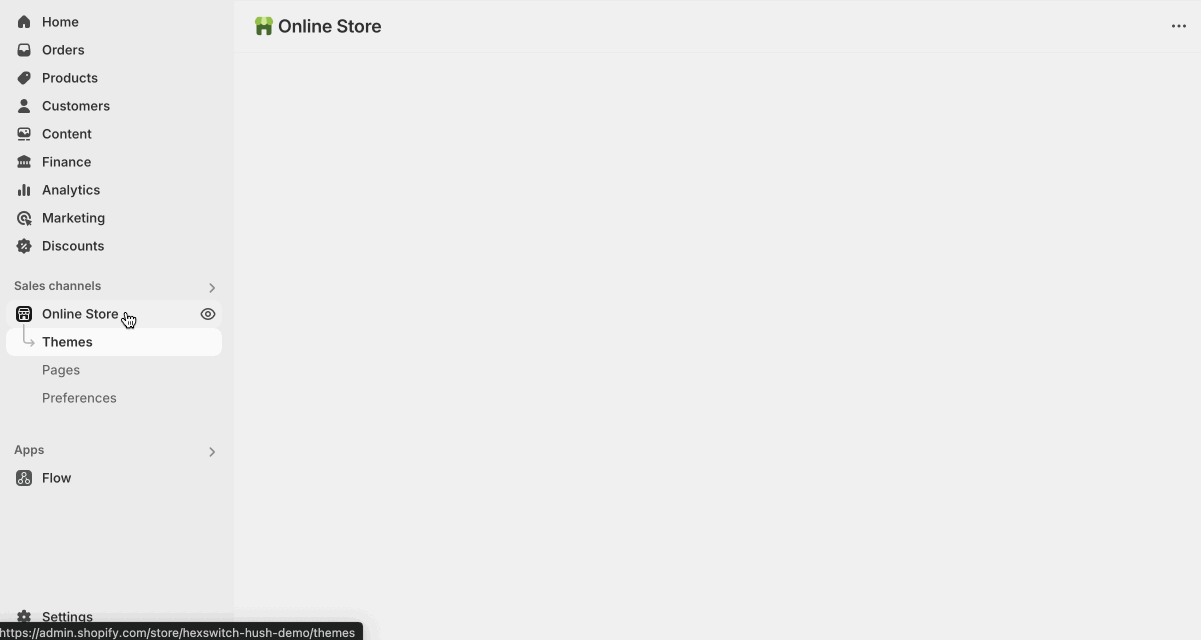 Home
Orders
Products
Customers
Content
Finance
Analytics
Marketing
Discounts
Sales channels
Online Store
Themes
Pages
Preferences
Apps
Flow
Settings
https://admin.shopify.com/store/hexswitch-hush-demo/themes
Online Store